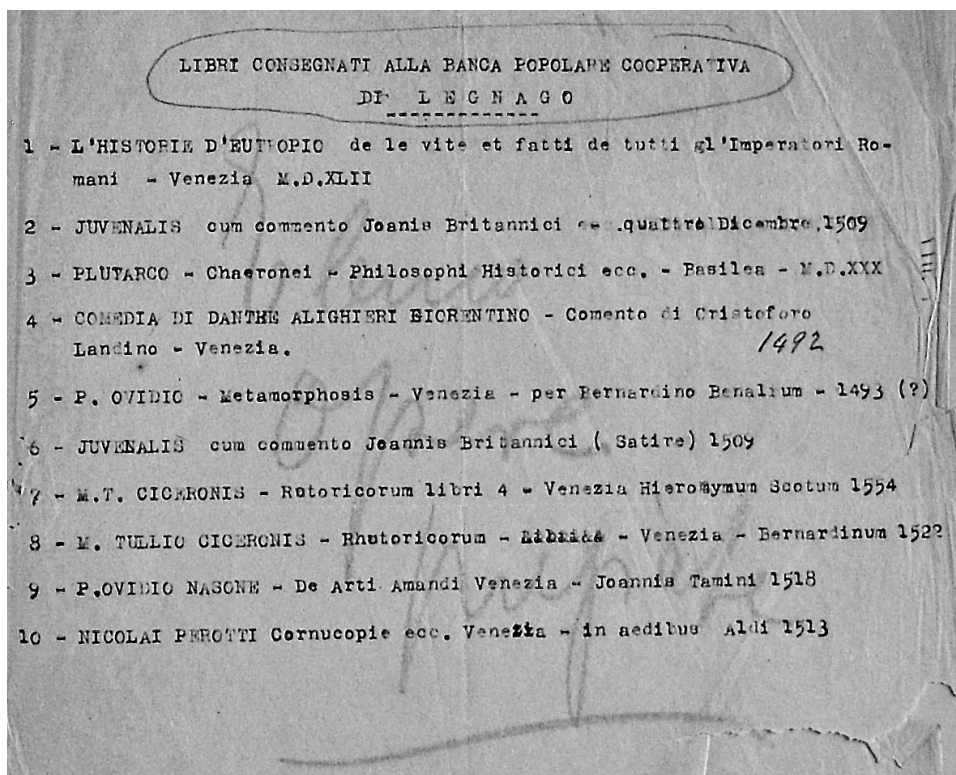 LIBRI CONSEGNATI ALLA BANCA POPOLARE COOPERATIVA
DI LEGNAGO
1 - L'HISTORIE D'EUTROPIO de le vite et fatti de tutti gl'Imperatori Ro-
mani - Venezia M.D.XLII
2 - JUVENALIS cum commento Joanis Britannici quattro Dicembre 1509
3 - PLUTARCO - Chaeronei - Philosophi Historici ecc. - Basilea - M.D.XXX
4 - COMEDIA DI DANTHE ALIGHIERI BIORENTINO - Comento di Cristoforo
Landino - Venezia. 1492
5 - P. OVIDIO - Metamorphosis - Venezia - per Bernardino Benalium - 1493 (?)
6 - JUVENALIS cum commento Joannis Britannici ( Satire) 1509
7 - M.T. CICERONIS - Rotoricorum libri 4 - Venezia Hieromymum Scotum 1554
8 - M. TULLIO CICERONIS - Rhutoricorum - - Venezia - Bernardinum 1522
9 - P.OVIDIO NASONE - De Arti Amandi Venezia - Joannis Tamini 1518
10 - NICOLAI PEROTTI Cornucopie ecc. Venezia - in aedibus Aldi 1513